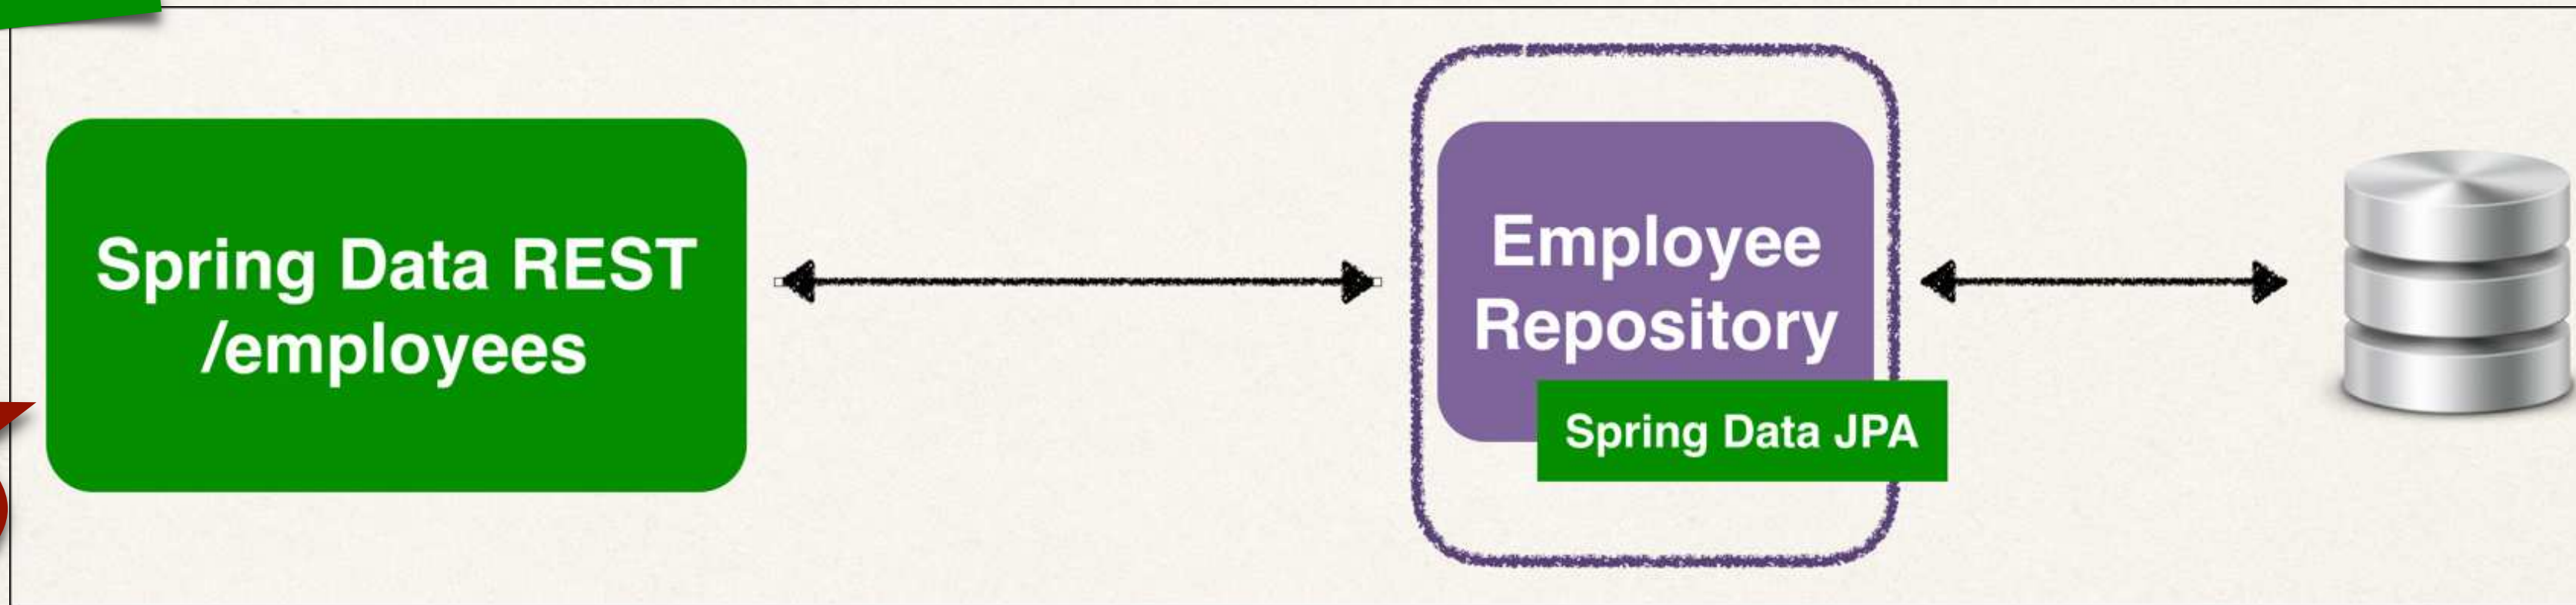 Spring Data REST
/employees
Employee
Repository
Spring Data JPA